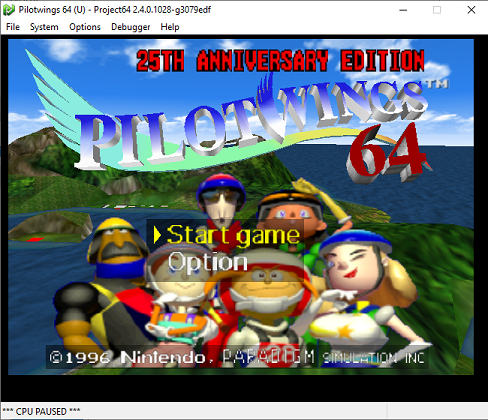 Pilotwings 64 (U) - Project64 2.4.0.1028-g3079edf
File System Options Debugger Help
25TH ANNIVERSARY EDITION
PILOTWINGS TM
64
Start game
Option
©1996 Nintendo, PARADIGM SIMULATION INC
*** CPU PAUSED ***